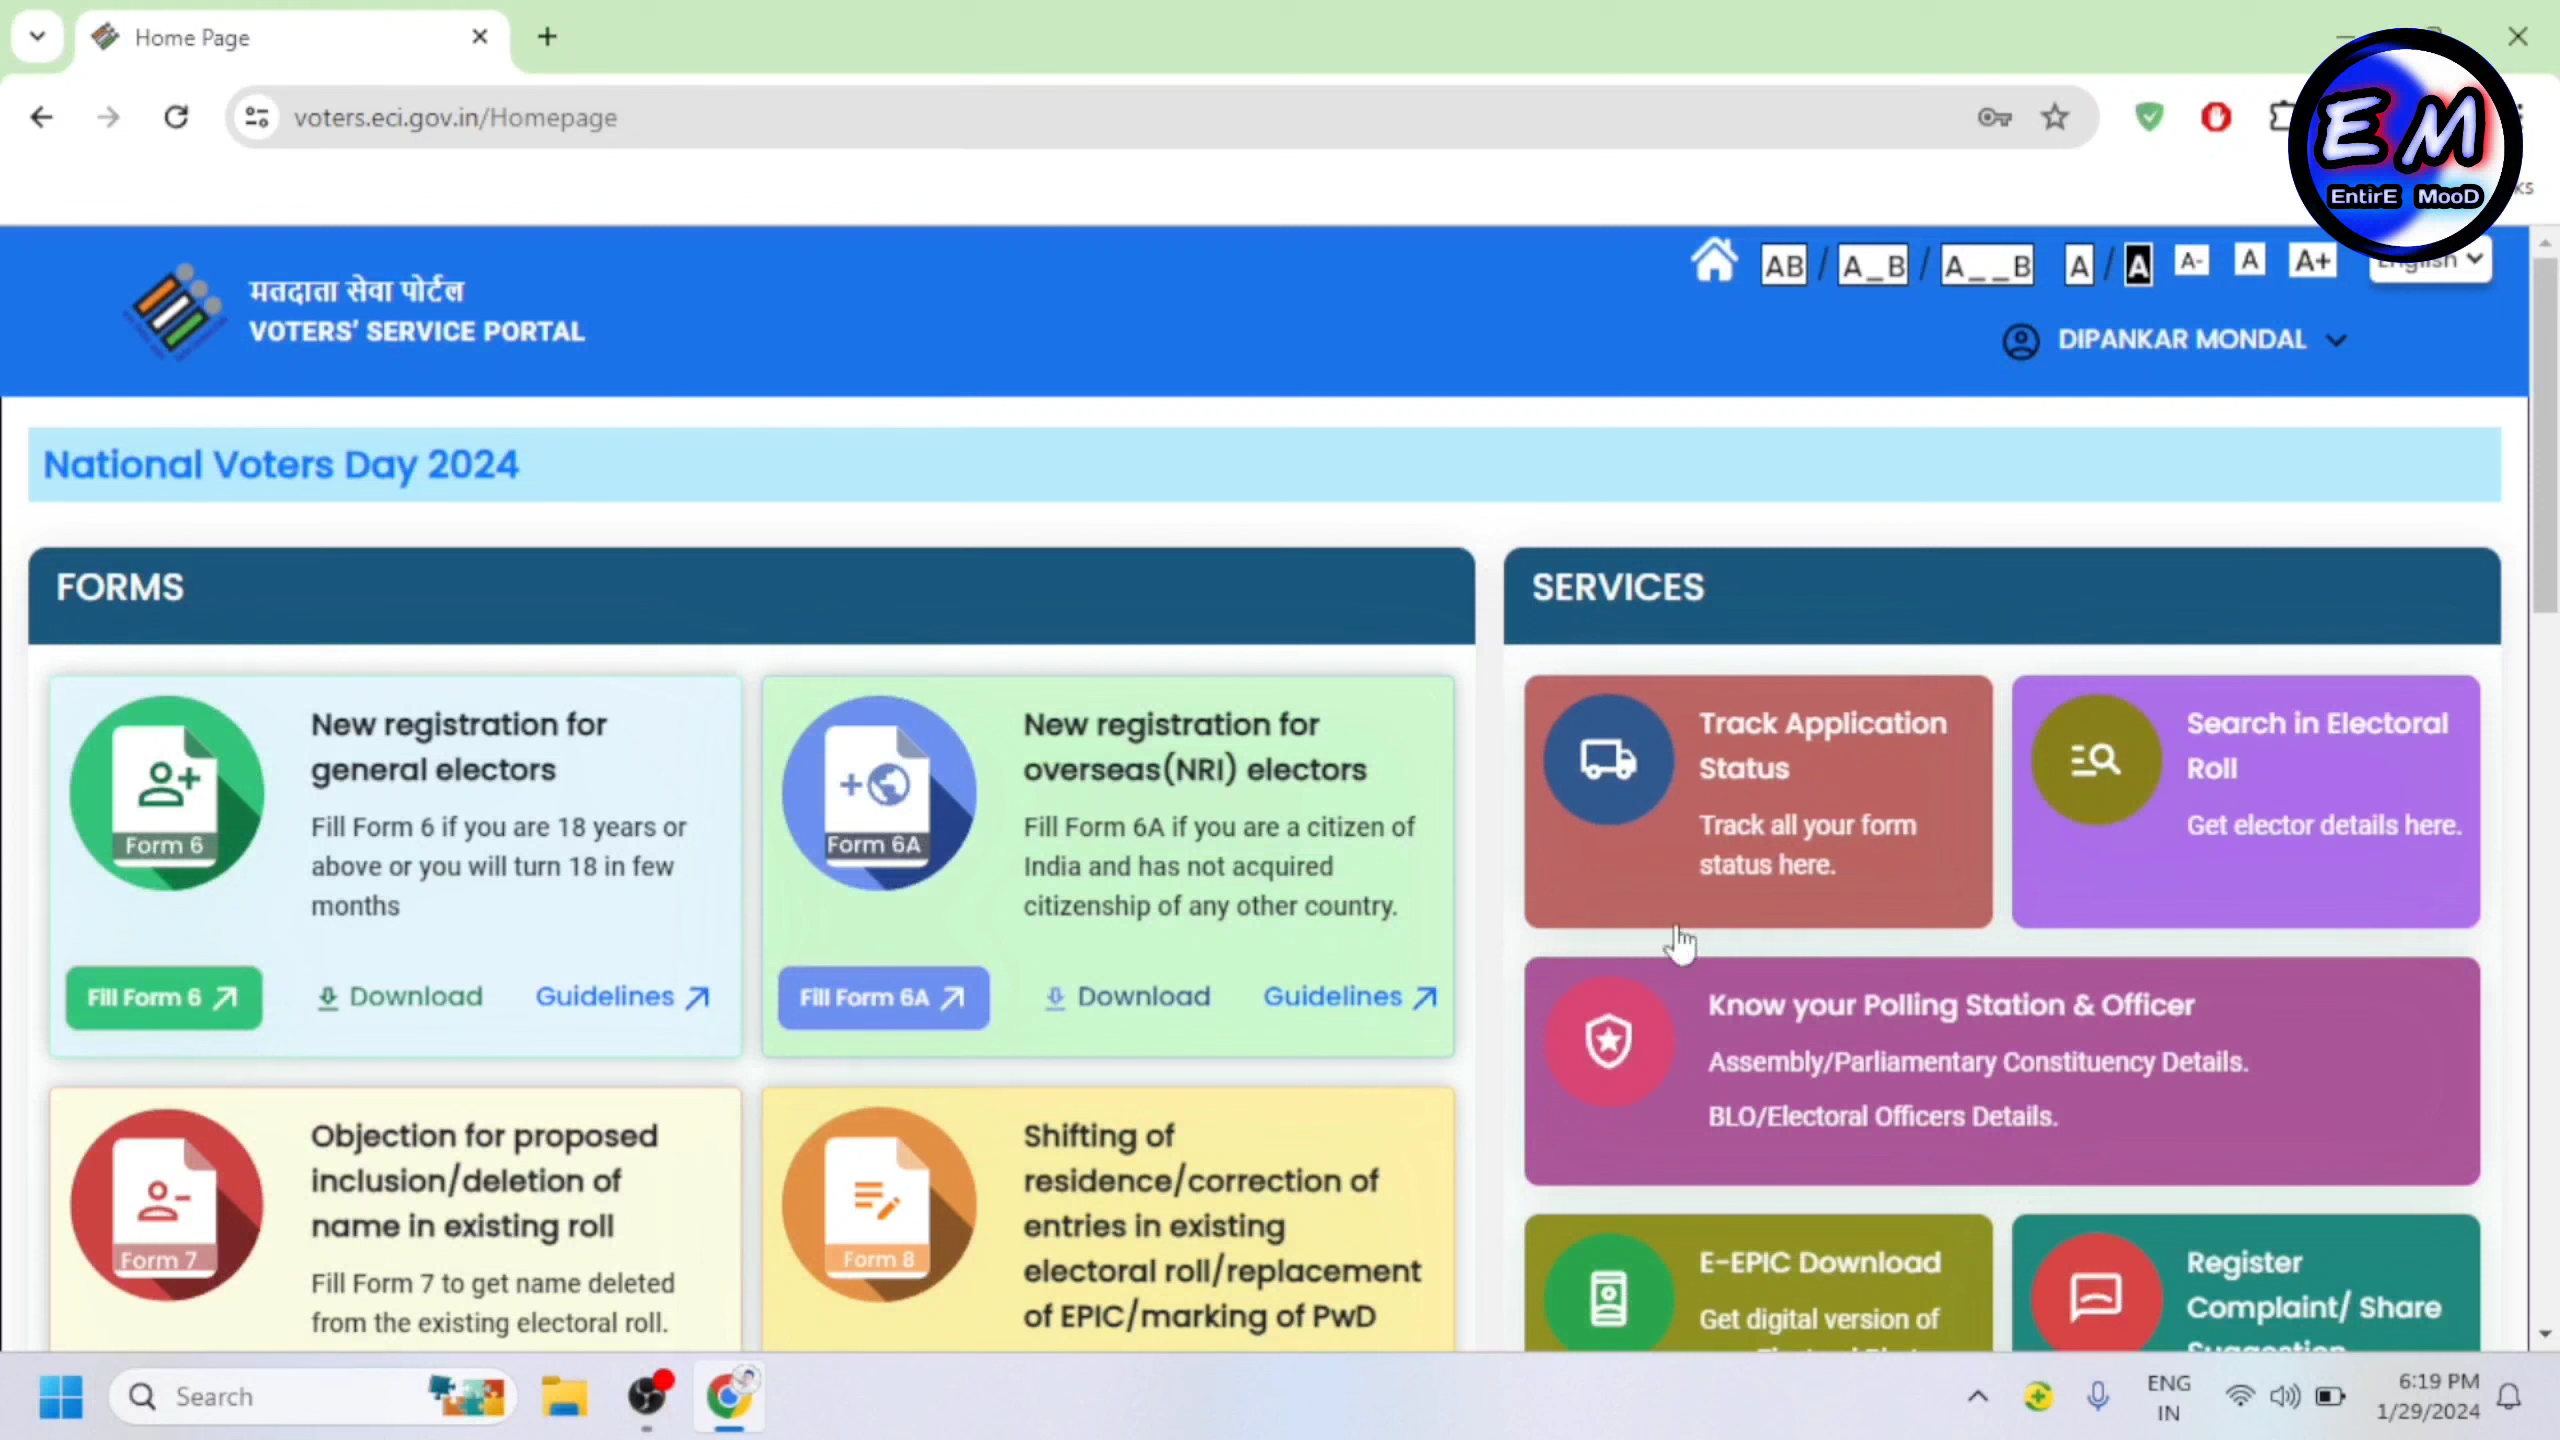 Home Page
voters.eci.gov.in/Homepage
EM
EntirE MooD
मतदाता सेवा पोर्टल
VOTERS’ SERVICE PORTAL
AB / A_B / A__B A / A A- A A+ English
DIPANKAR MONDAL
National Voters Day 2024
FORMS
New registration for
general electors
Fill Form 6 if you are 18 years or
above or you will turn 18 in few
months
Form 6
Fill Form 6
Download
Guidelines
New registration for
overseas(NRI) electors
Fill Form 6A if you are a citizen of
India and has not acquired
citizenship of any other country.
Form 6A
Fill Form 6A
Download
Guidelines
Objection for proposed
inclusion/deletion of
name in existing roll
Fill Form 7 to get name deleted
from the existing electoral roll.
Form 7
Shifting of
residence/correction of
entries in existing
electoral roll/replacement
of EPIC/marking of PwD
Form 8
SERVICES
Track Application
Status
Track all your form
status here.
Search in Electoral
Roll
Get elector details here.
Know your Polling Station & Officer
Assembly/Parliamentary Constituency Details.
BLO/Electoral Officers Details.
E-EPIC Download
Get digital version of
Register
Complaint/ Share
Suggestion
Search
ENG
IN
6:19 PM
1/29/2024